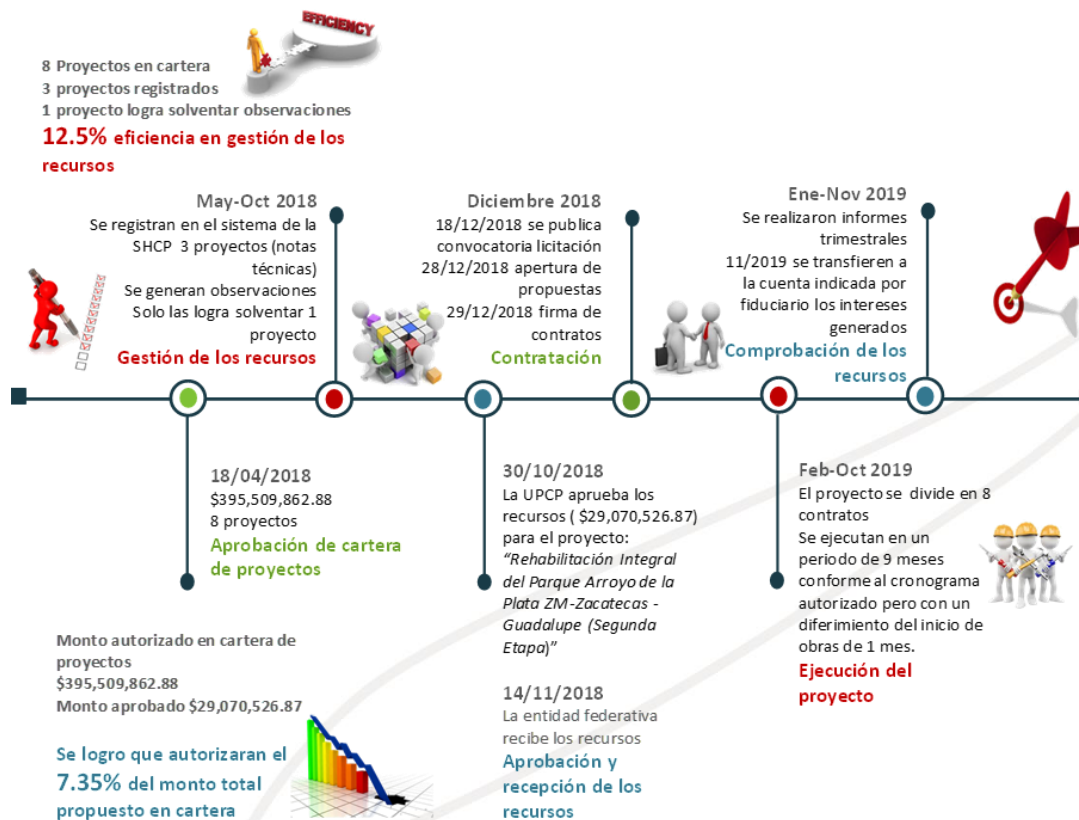 EFFICIENCY
8 Proyectos en cartera
3 proyectos registrados
1 proyecto logra solventar observaciones
12.5% eficiencia en gestión de los
recursos
May-Oct 2018
Se registran en el sistema de la
SHCP 3 proyectos (notas
técnicas)
Se generan observaciones
Solo las logra solventar 1
proyecto
Gestión de los recursos
Diciembre 2018
18/12/2018 se publica
convocatoria licitación
28/12/2018 apertura de
propuestas
29/12/2018 firma de
contratos
Contratación
Ene-Nov 2019
Se realizaron informes
trimestrales
11/2019 se transfieren a
la cuenta indicada por
fiduciario los intereses
generados
Comprobación de los
recursos
18/04/2018
$395,509,862.88
8 proyectos
Aprobación de cartera
de proyectos
30/10/2018
La UPCP aprueba los
recursos ( $29,070,526.87)
para el proyecto:
“Rehabilitación Integral
del Parque Arroyo de la
Plata ZM-Zacatecas -
Guadalupe (Segunda
Etapa)”
14/11/2018
La entidad federativa
recibe los recursos
Aprobación y
recepción de los
recursos
Feb-Oct 2019
El proyecto se divide en 8
contratos
Se ejecutan en un
periodo de 9 meses
conforme al cronograma
autorizado pero con un
diferimiento del inicio de
obras de 1 mes.
Ejecución del
proyecto
Monto autorizado en cartera de
proyectos
$395,509,862.88
Monto aprobado $29,070,526.87
Se logro que autorizaran el
7.35% del monto total
propuesto en cartera